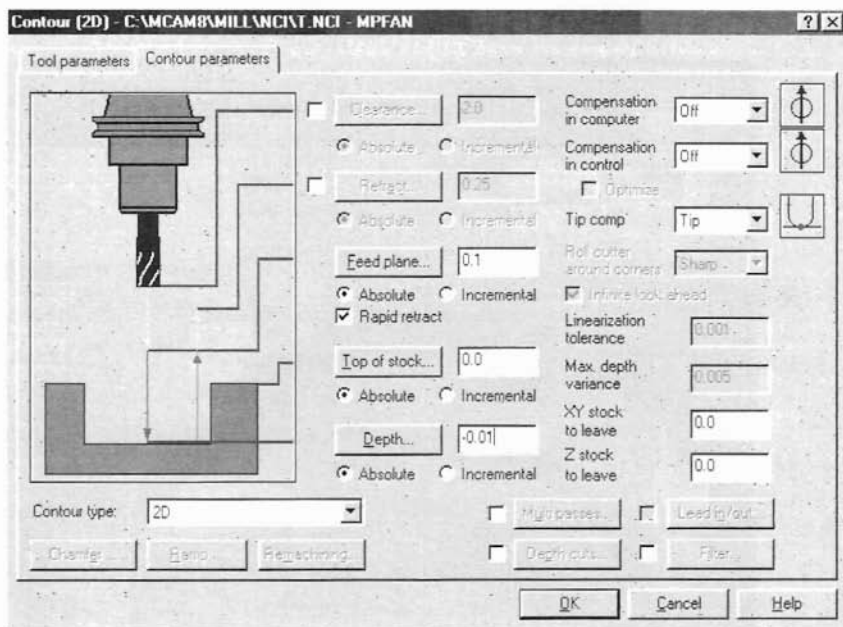 Contour (2D) - C:\MCAM8\MILL\NCI\T.NCI - MPFAN
Tool parameters
Contour parameters
Clearance... 2.0
Absolute Incremental
Retract... 0.25
Absolute Incremental
Feed plane... 0.1
Absolute Incremental
Rapid retract
Top of stock... 0.0
Absolute Incremental
Depth... -0.01
Absolute Incremental
Compensation
in computer Off
Compensation
in control Off
Optimize
Tip comp Tip
Roll cutter
around corners Sharp
Infinite look ahead
Linearization
tolerance 0.001
Max. depth
variance 0.005
XY stock
to leave 0.0
Z stock
to leave 0.0
Contour type: 2D
Chamfer... Ramp... Remachining...
Multi passes... Lead in/out...
Depth cuts... Filter...
OK Cancel Help